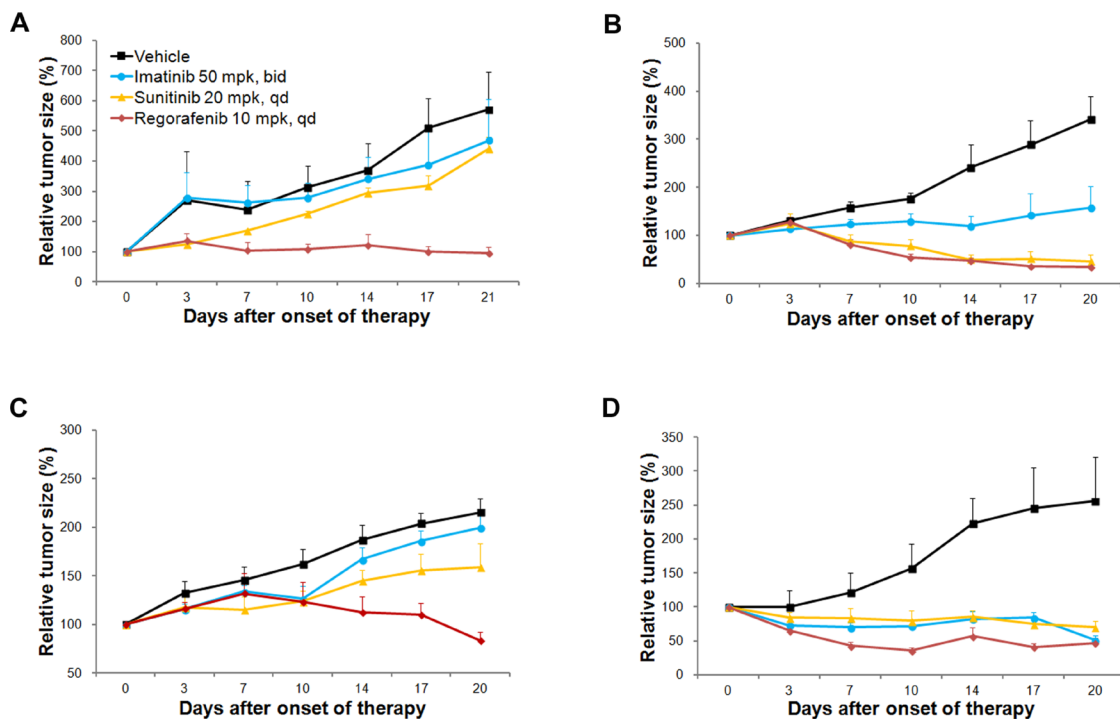 A
Relative tumor size (%)
800
700
600
500
400
300
200
100
0
Vehicle
Imatinib 50 mpk, bid
Sunitinib 20 mpk, qd
Regorafenib 10 mpk, qd
0 3 7 10 14 17 21
Days after onset of therapy
B
Relative tumor size (%)
500
400
300
200
100
0
0 3 7 10 14 17 20
Days after onset of therapy
C
Relative tumor size (%)
300
250
200
150
100
50
0 3 7 10 14 17 20
Days after onset of therapy
D
Relative tumor size (%)
350
300
250
200
150
100
50
0
0 3 7 10 14 17 20
Days after onset of therapy